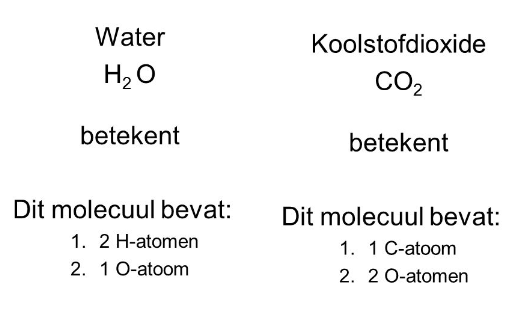 Water
H₂O
betekent
Dit molecuul bevat:
1. 2 H-atomen
2. 1 O-atoom
Koolstofdioxide
CO₂
betekent
Dit molecuul bevat:
1. 1 C-atoom
2. 2 O-atomen